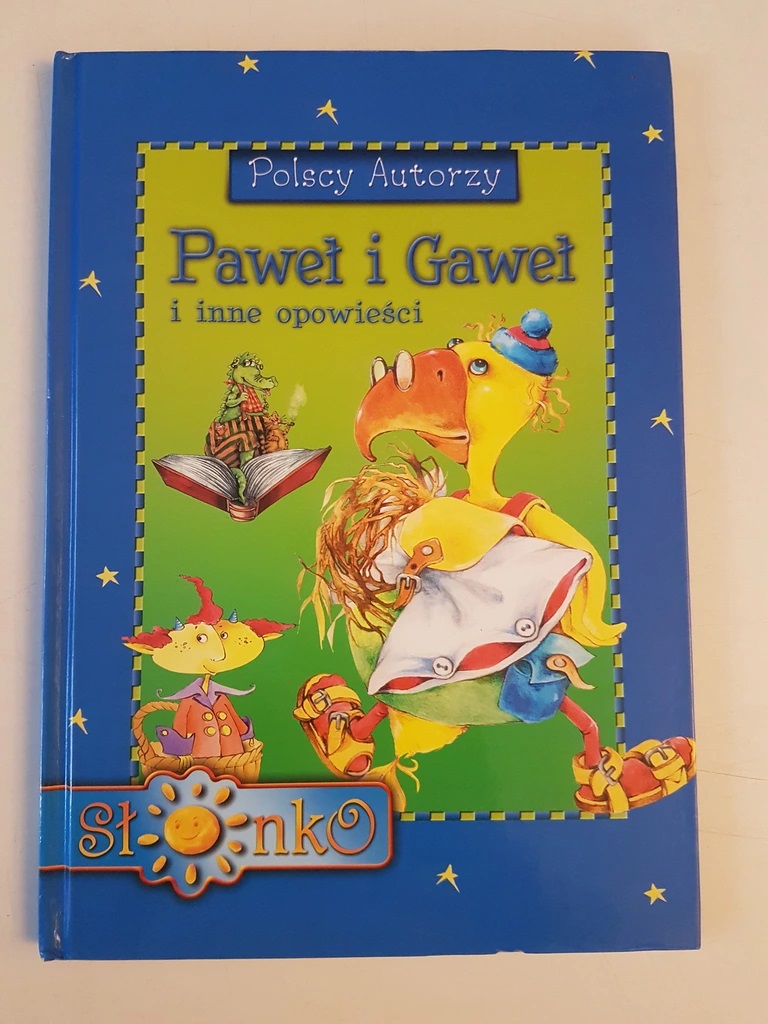 Polscy Autorzy
Paweł i Gaweł
i inne opowieści
Słonko